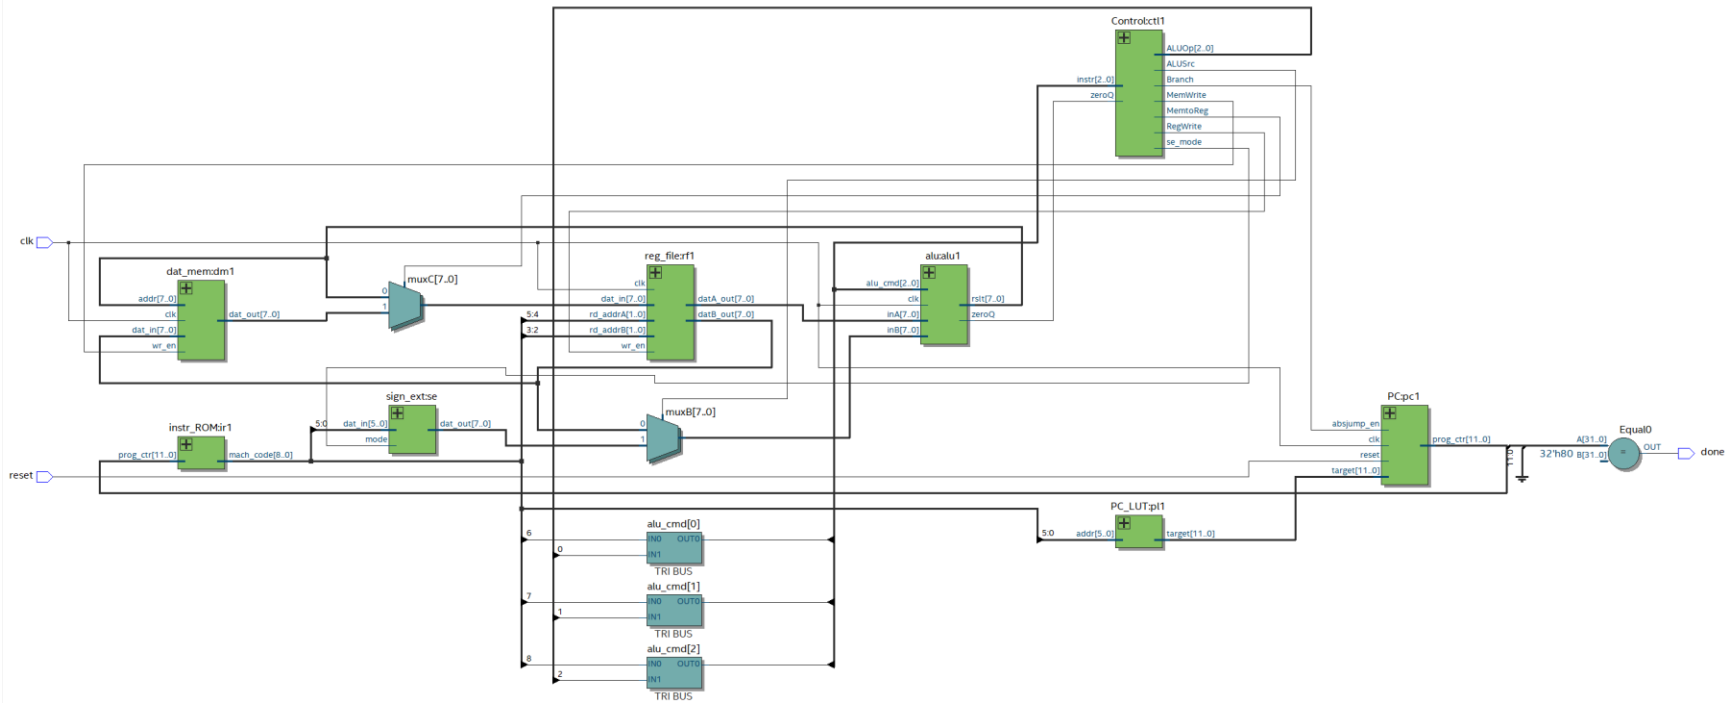 Control:ctl1
ALUOp[2..0]
ALUSrc
instr[2..0]
Branch
zeroQ
MemWrite
MemtoReg
RegWrite
se_mode
clk
dat_mem:dm1
addr[7..0]
clk
dat_out[7..0]
dat_in[7..0]
wr_en
muxC[7..0]
0
1
reg_file:rf1
clk
dat_in[7..0]
datA_out[7..0]
5:4
rd_addrA[1..0]
datB_out[7..0]
3:2
rd_addrB[1..0]
wr_en
alu:alu1
alu_cmd[2..0]
clk
rslt[7..0]
inA[7..0]
zeroQ
inB[7..0]
sign_ext:se
5:0
dat_in[5..0]
dat_out[7..0]
mode
muxB[7..0]
0
1
instr_ROM:ir1
prog_ctr[11..0]
mach_code[8..0]
reset
PC:pc1
absjump_en
clk
prog_ctr[11..0]
reset
target[11..0]
11:0
Equal0
A[31..0]
OUT
32'h80 B[31..0]
=
done
PC_LUT:pl1
5:0
addr[5..0]
target[11..0]
alu_cmd[0]
6
IN0
OUT0
0
IN1
TRI BUS
alu_cmd[1]
7
IN0
OUT0
1
IN1
TRI BUS
alu_cmd[2]
8
IN0
OUT0
2
IN1
TRI BUS